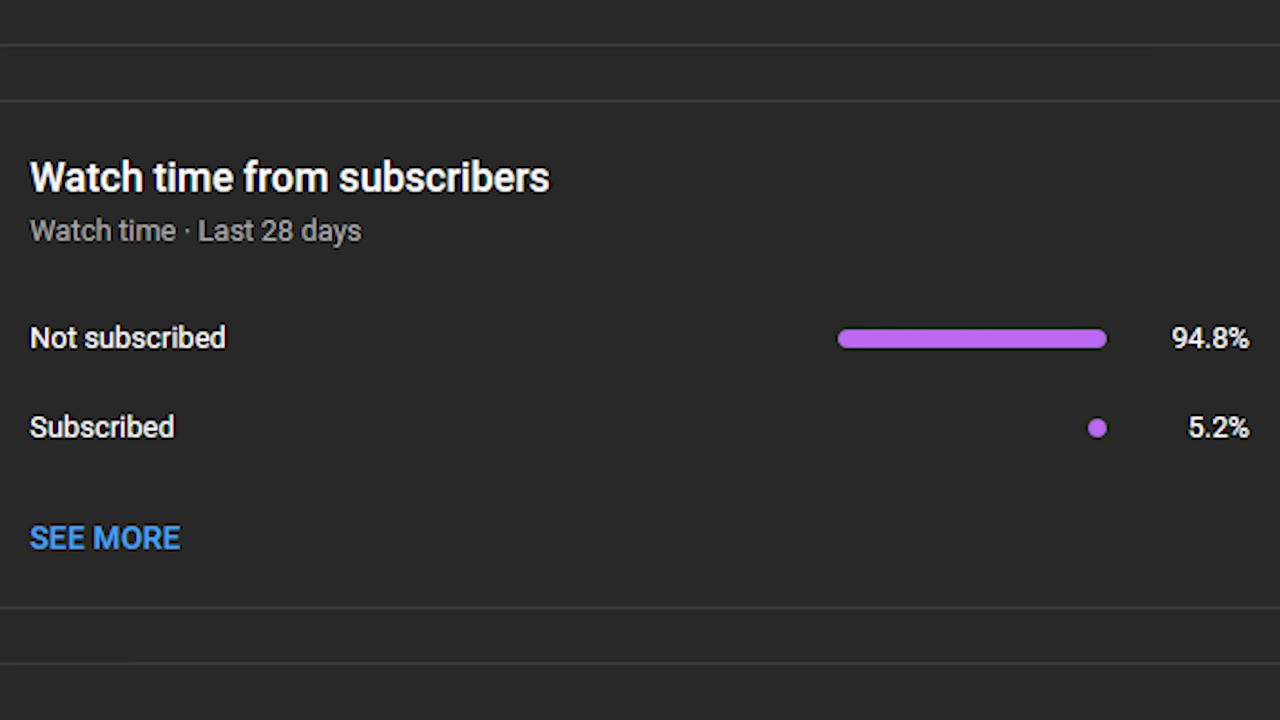 Watch time from subscribers
Watch time · Last 28 days
Not subscribed 94.8%
Subscribed 5.2%
SEE MORE